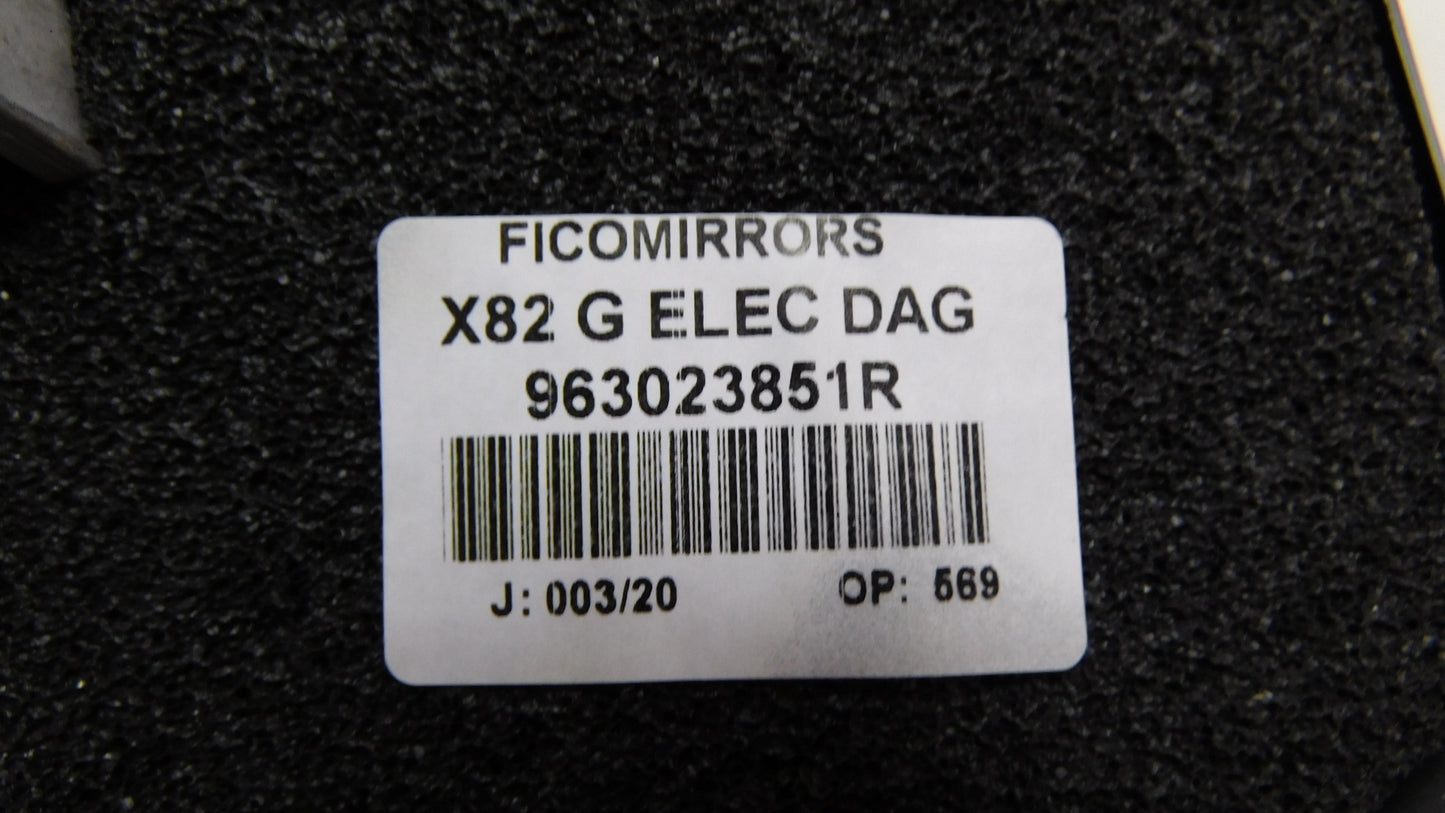 FICOMIRRORS
X82 G ELEC DAG
963023851R
J: 003/20 OP: 569